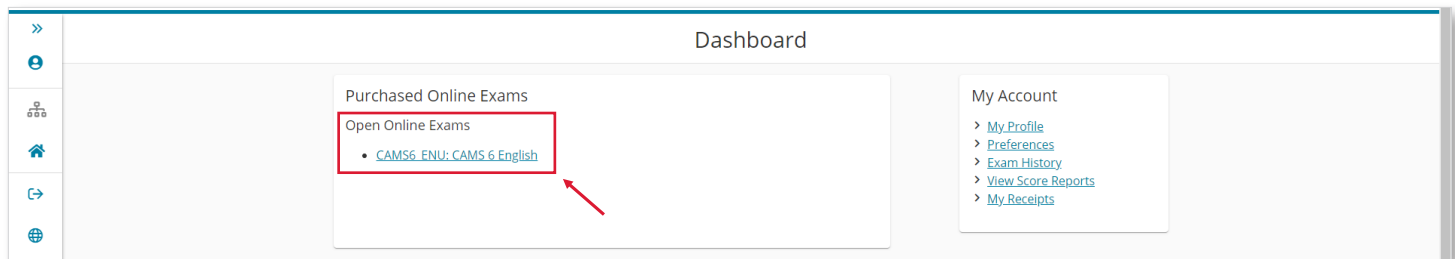 Dashboard
Purchased Online Exams
Open Online Exams
CAMS6_ENU: CAMS 6 English
My Account
My Profile
Preferences
Exam History
View Score Reports
My Receipts